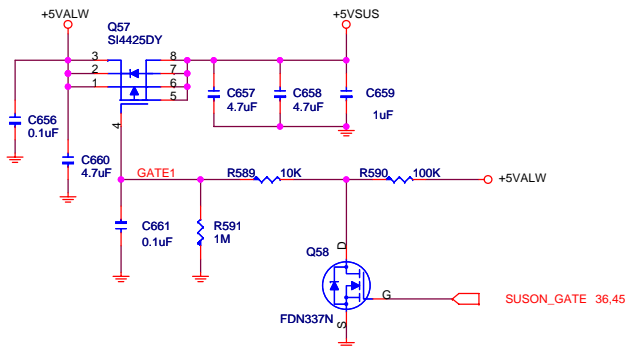 +5VALW
+5VSUS
Q57
SI4425DY
3
8
2
7
1
6
5
4
C656
0.1uF
C660
4.7uF
C657
4.7uF
C658
4.7uF
C659
1uF
GATE1
R589
10K
R590
100K
+5VALW
C661
0.1uF
R591
1M
Q58
D
G
S
FDN337N
SUSON_GATE 36,45